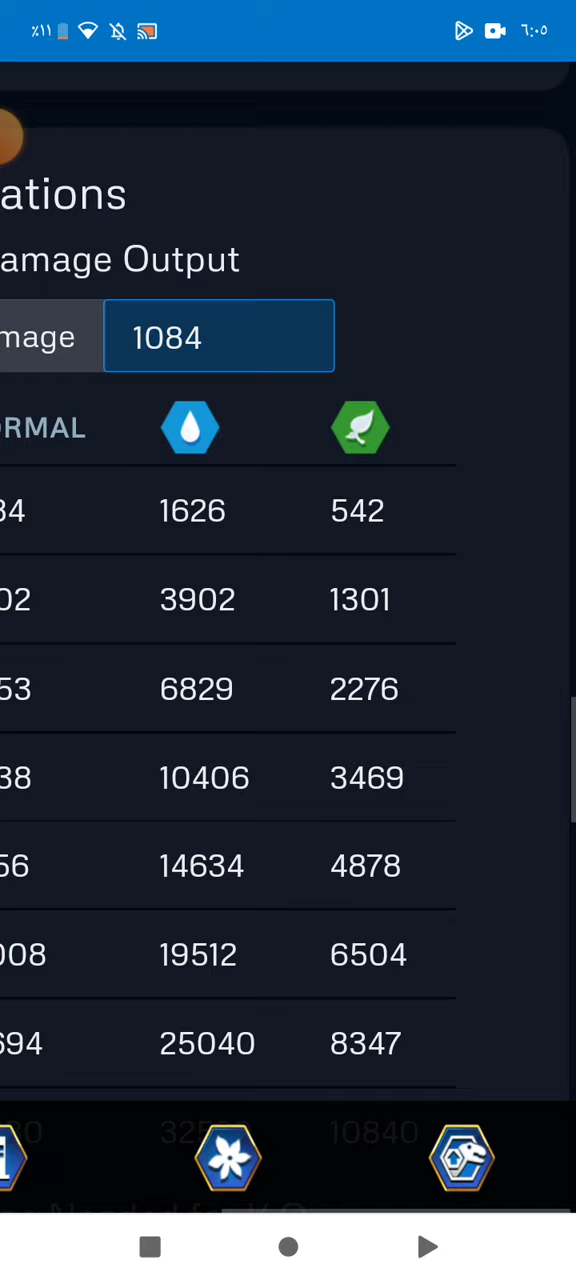 ٪١١ ٦:٠٥
ations
amage Output
mage 1084
RMAL
34 1626 542
02 3902 1301
53 6829 2276
38 10406 3469
56 14634 4878
008 19512 6504
694 25040 8347
10840